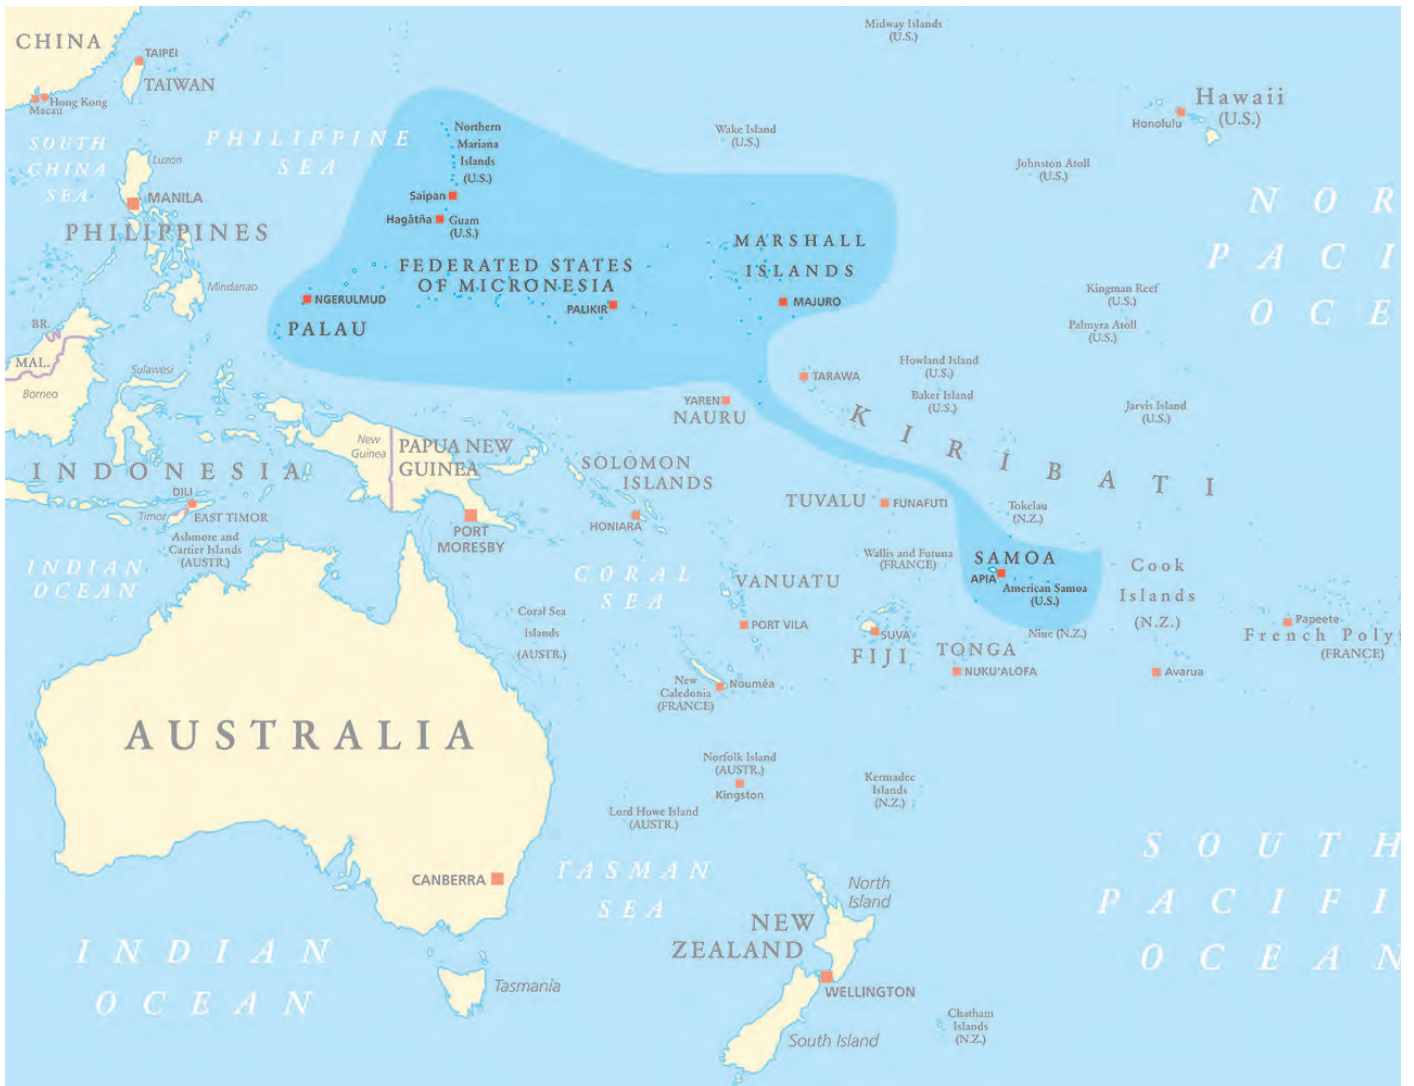 CHINA
TAIPEI
TAIWAN
Hong Kong
Macau
SOUTH
CHINA
SEA
PHILIPPINE
SEA
Luzon
MANILA
PHILIPPINES
Mindanao
BR.
MAL.
Borneo
Sulawesi
INDONESIA
DILI
Timor
EAST TIMOR
Ashmore and
Cartier Islands
(AUSTR.)
INDIAN
OCEAN
Northern
Mariana
Islands
(U.S.)
Saipan
Hagåtña
Guam
(U.S.)
FEDERATED STATES
OF MICRONESIA
NGERULMUD
PALAU
PALIKIR
MARSHALL
ISLANDS
MAJURO
Wake Island
(U.S.)
Midway Islands
(U.S.)
Hawaii
(U.S.)
Honolulu
Johnston Atoll
(U.S.)
NOR
PACI
OCE
Kingman Reef
(U.S.)
Palmyra Atoll
(U.S.)
Howland Island
(U.S.)
Baker Island
(U.S.)
Jarvis Island
(U.S.)
TARAWA
KIRIBATI
YAREN
NAURU
New
Guinea
PAPUA NEW
GUINEA
PORT
MORESBY
SOLOMON
ISLANDS
HONIARA
TUVALU
FUNAFUTI
Tokelau
(N.Z.)
Wallis and Futuna
(FRANCE)
SAMOA
APIA
American Samoa
(U.S.)
Niue (N.Z.)
Cook
Islands
(N.Z.)
Papeete
French Poly
(FRANCE)
Avarua
CORAL
SEA
Coral Sea
Islands
(AUSTR.)
VANUATU
PORT VILA
SUVA
FIJI
TONGA
NUKU'ALOFA
New
Caledonia
(FRANCE)
Nouméa
AUSTRALIA
CANBERRA
Norfolk Island
(AUSTR.)
Kingston
Lord Howe Island
(AUSTR.)
Kermadec
Islands
(N.Z.)
TASMAN
SEA
SOUTH
PACIFI
OCEAN
INDIAN
OCEAN
Tasmania
North
Island
NEW
ZEALAND
WELLINGTON
South Island
Chatham
Islands
(N.Z.)